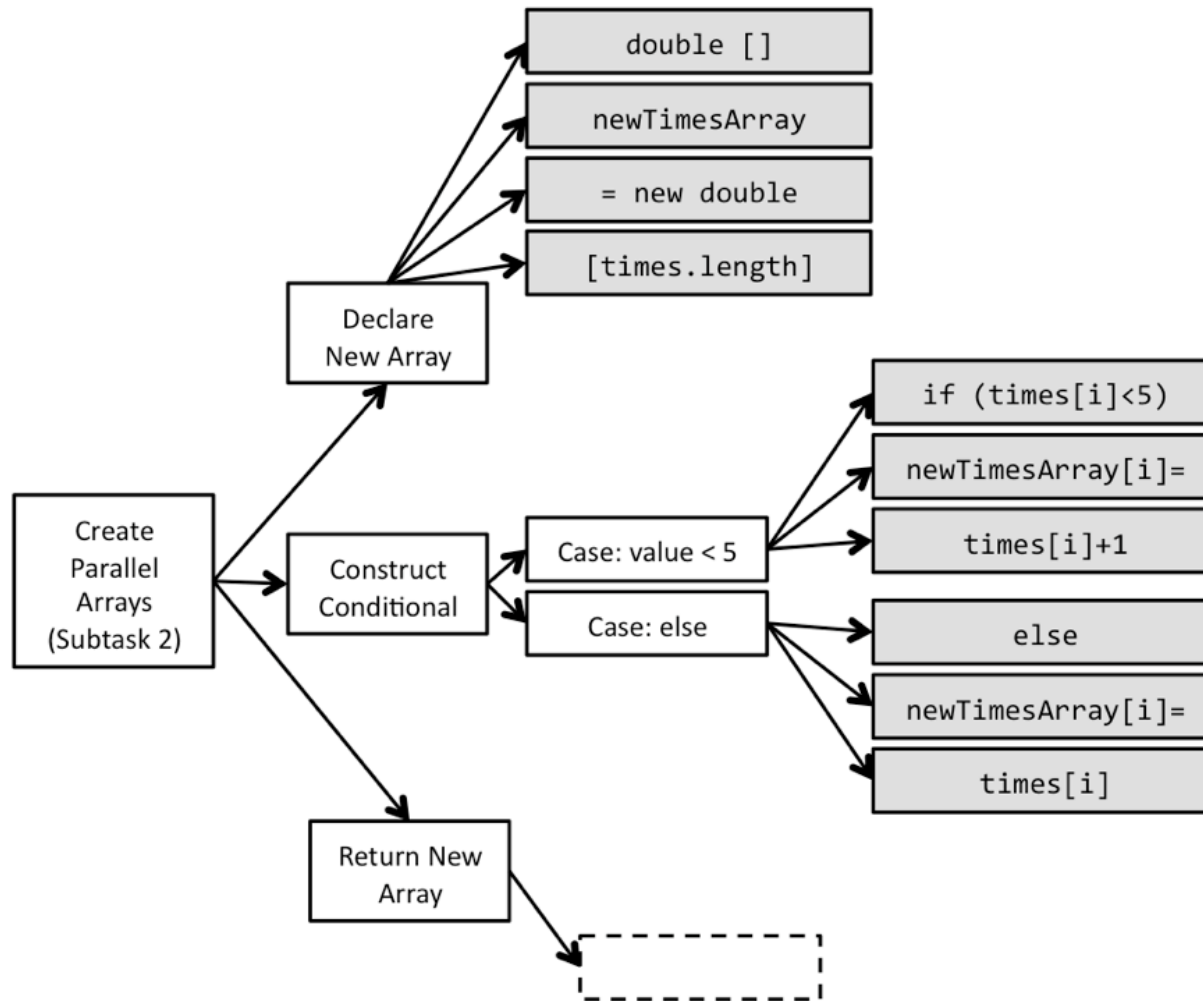 double []
newTimesArray
= new double
[times.length]
Declare
New Array
if (times[i]<5)
newTimesArray[i]=
times[i]+1
Create
Parallel
Arrays
(Subtask 2)
Construct
Conditional
Case: value < 5
Case: else
else
newTimesArray[i]=
times[i]
Return New
Array